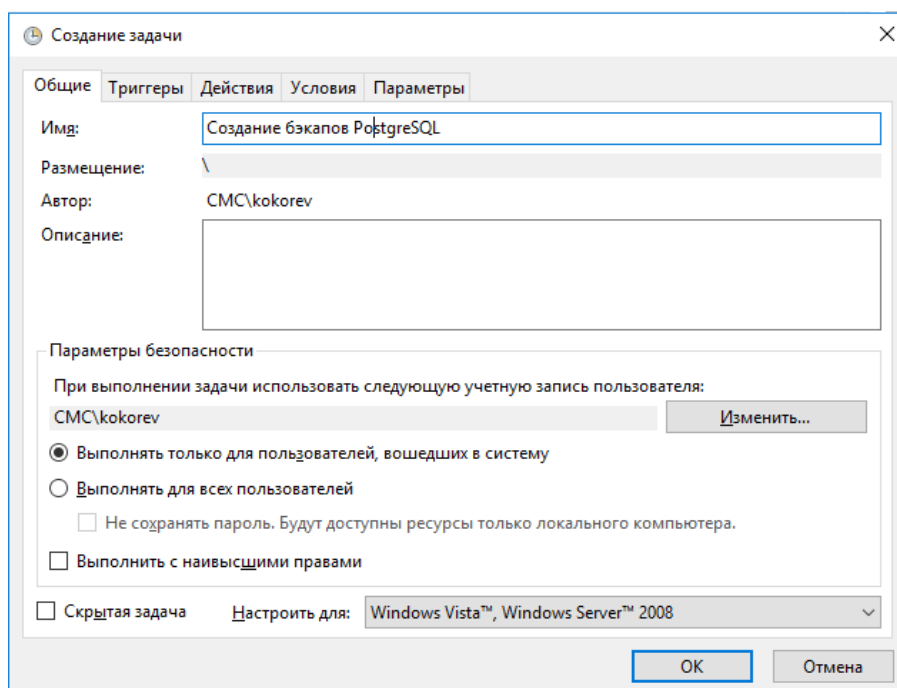 Создание задачи
Общие Триггеры Действия Условия Параметры
Имя: Создание бэкапов PostgreSQL
Размещение: \
Автор: CMC\kokorev
Описание:
Параметры безопасности
При выполнении задачи использовать следующую учетную запись пользователя:
CMC\kokorev Изменить...
Выполнять только для пользователей, вошедших в систему
Выполнять для всех пользователей
Не сохранять пароль. Будут доступны ресурсы только локального компьютера.
Выполнить с наивысшими правами
Скрытая задача Настроить для: Windows Vista™, Windows Server™ 2008
OK Отмена